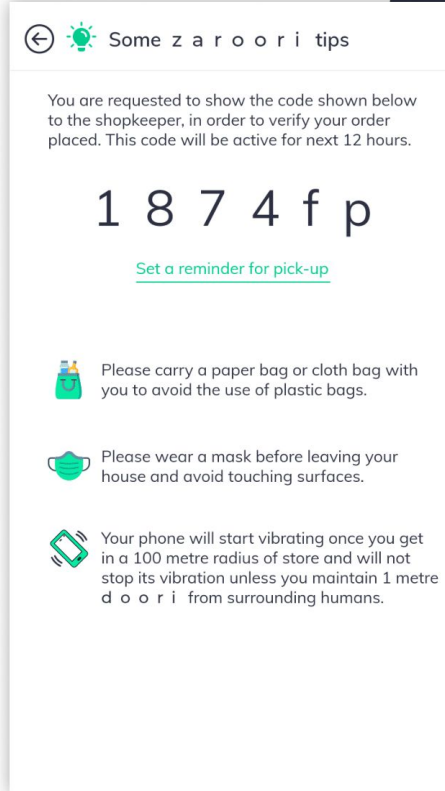 Some z a r o o r i tips
You are requested to show the code shown below
to the shopkeeper, in order to verify your order
placed. This code will be active for next 12 hours.
1 8 7 4 f p
Set a reminder for pick-up
Please carry a paper bag or cloth bag with
you to avoid the use of plastic bags.
Please wear a mask before leaving your
house and avoid touching surfaces.
Your phone will start vibrating once you get
in a 100 metre radius of store and will not
stop its vibration unless you maintain 1 metre
d o o r i from surrounding humans.